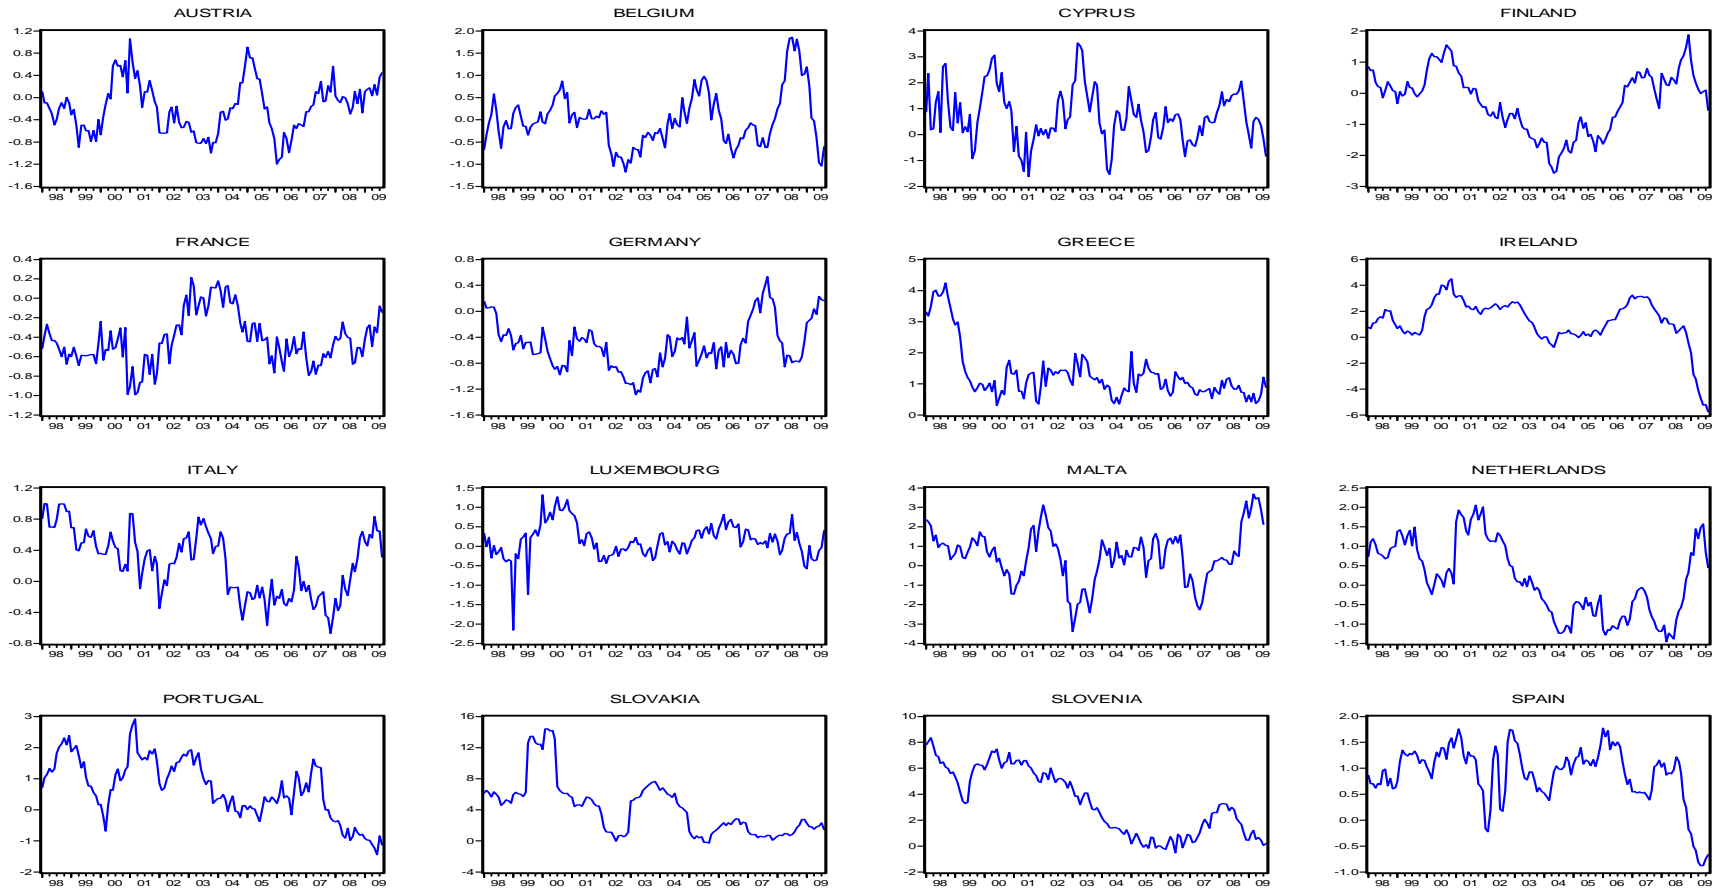 AUSTRIA BELGIUM CYPRUS FINLAND
1.2 2.0 4 2
0.8 1.5 3 1
0.4 1.0 2 0
0.0 0.5 1 -1
-0.4 0.0 0 -2
-0.8 -0.5 -1 -3
-1.2 -1.0 -2
-1.6 -1.5
98 99 00 01 02 03 04 05 06 07 08 09 98 99 00 01 02 03 04 05 06 07 08 09 98 99 00 01 02 03 04 05 06 07 08 09 98 99 00 01 02 03 04 05 06 07 08 09
FRANCE GERMANY GREECE IRELAND
0.4 0.8 5 6
0.2 0.4 4 4
0.0 0.0 3 2
-0.2 -0.4 2 0
-0.4 -0.8 1 -2
-0.6 -1.2 0 -4
-0.8 -1.6 -6
-1.0
-1.2
98 99 00 01 02 03 04 05 06 07 08 09 98 99 00 01 02 03 04 05 06 07 08 09 98 99 00 01 02 03 04 05 06 07 08 09 98 99 00 01 02 03 04 05 06 07 08 09
ITALY LUXEMBOURG MALTA NETHERLANDS
1.2 1.5 4 2.5
0.8 1.0 3 2.0
0.4 0.5 2 1.5
0.0 0.0 1 1.0
-0.4 -0.5 0 0.5
-0.8 -1.0 -1 0.0
-1.5 -2 -0.5
-2.0 -3 -1.0
-2.5 -4 -1.5
98 99 00 01 02 03 04 05 06 07 08 09 98 99 00 01 02 03 04 05 06 07 08 09 98 99 00 01 02 03 04 05 06 07 08 09 98 99 00 01 02 03 04 05 06 07 08 09
PORTUGAL SLOVAKIA SLOVENIA SPAIN
3 16 10 2.0
2 12 8 1.5
1 8 6 1.0
0 4 4 0.5
-1 0 2 0.0
-2 -4 0 -0.5
-2 -1.0
98 99 00 01 02 03 04 05 06 07 08 09 98 99 00 01 02 03 04 05 06 07 08 09 98 99 00 01 02 03 04 05 06 07 08 09 98 99 00 01 02 03 04 05 06 07 08 09